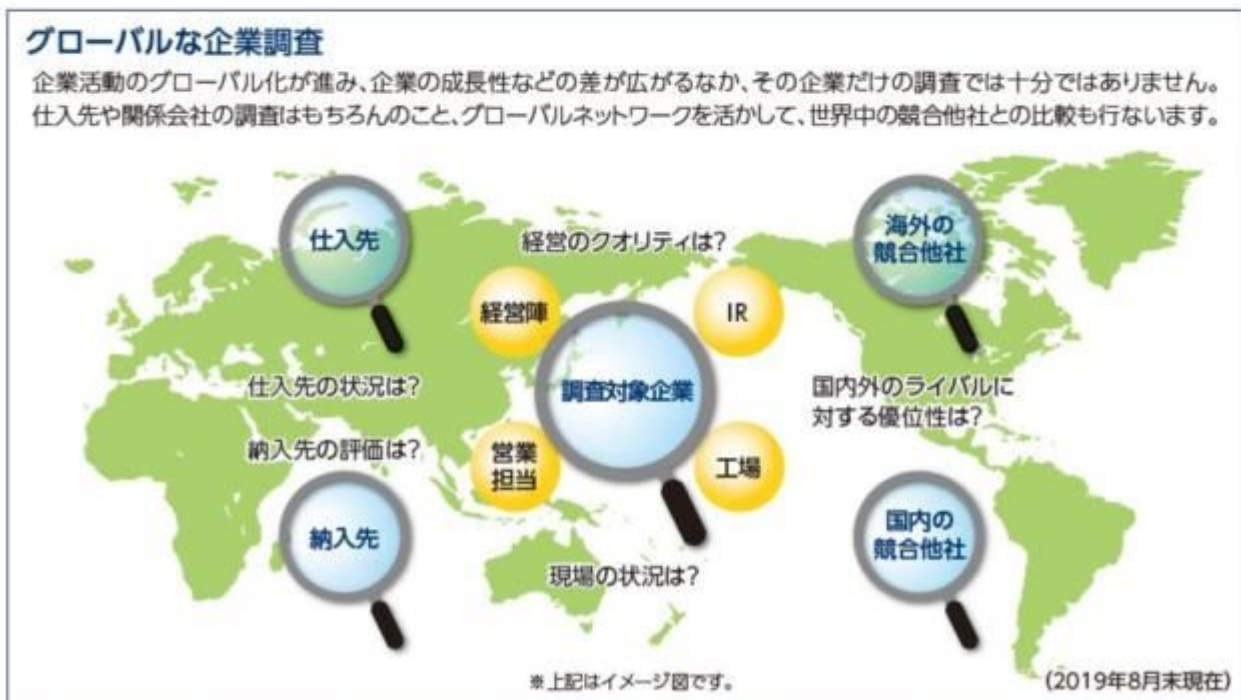 グローバルな企業調査
企業活動のグローバル化が進み、企業の成長性などの差が広がるなか、その企業だけの調査では十分ではありません。
仕入先や関係会社の調査はもちろんのこと、グローバルネットワークを活かして、世界中の競合他社との比較も行ないます。
仕入先
経営のクオリティは?
海外の
競合他社
経営陣
IR
調査対象企業
仕入先の状況は?
国内外のライバルに
対する優位性は?
納入先の評価は?
営業
担当
工場
納入先
国内の
競合他社
現場の状況は?
※上記はイメージ図です。
(2019年8月末現在)